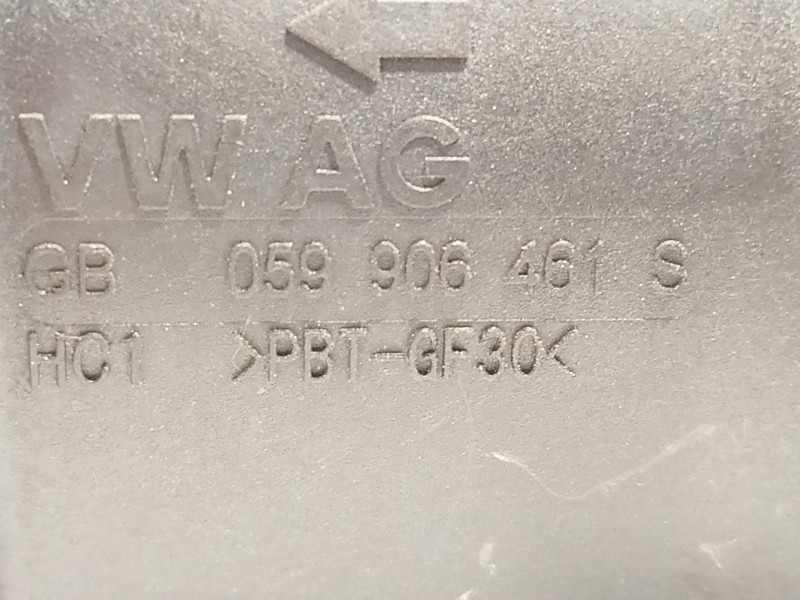 VW AG
GB 059 906 461 S
HC1 >PBT-GF30<